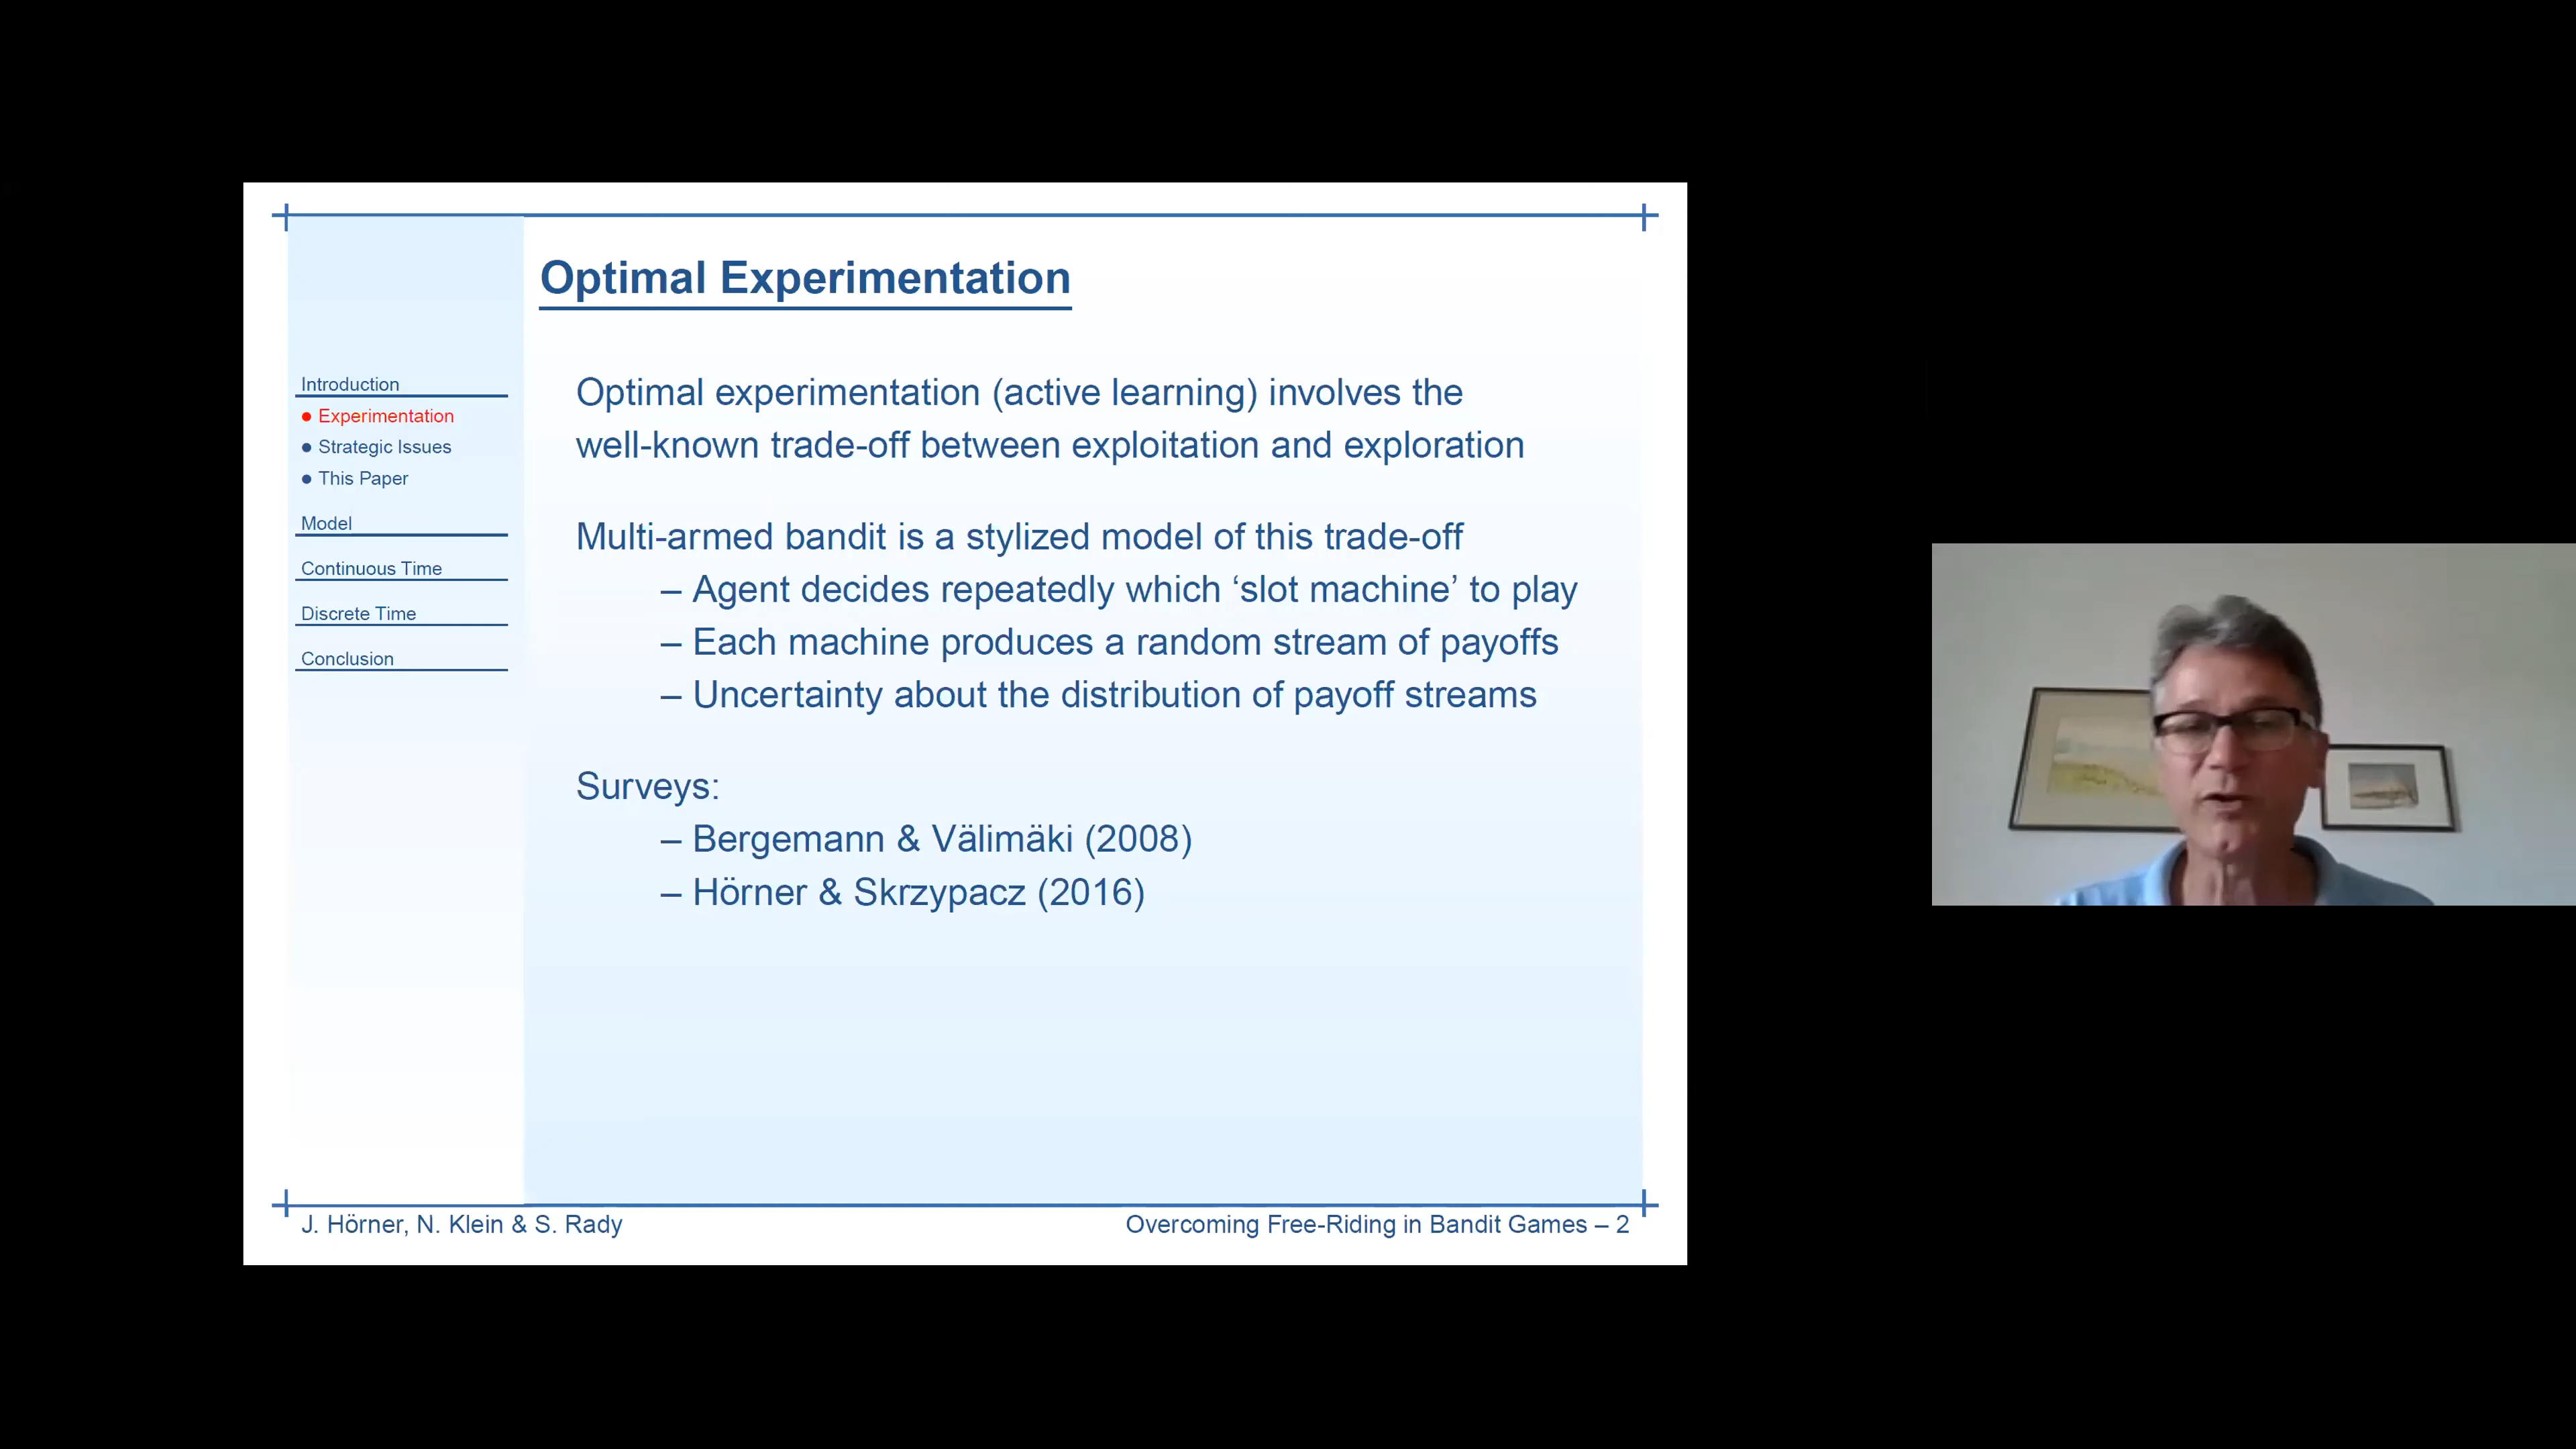 Optimal Experimentation
Introduction
● Experimentation
● Strategic Issues
● This Paper
Model
Continuous Time
Discrete Time
Conclusion
Optimal experimentation (active learning) involves the
well-known trade-off between exploitation and exploration
Multi-armed bandit is a stylized model of this trade-off
– Agent decides repeatedly which ‘slot machine’ to play
– Each machine produces a random stream of payoffs
– Uncertainty about the distribution of payoff streams
Surveys:
– Bergemann & Välimäki (2008)
– Hörner & Skrzypacz (2016)
J. Hörner, N. Klein & S. Rady
Overcoming Free-Riding in Bandit Games – 2